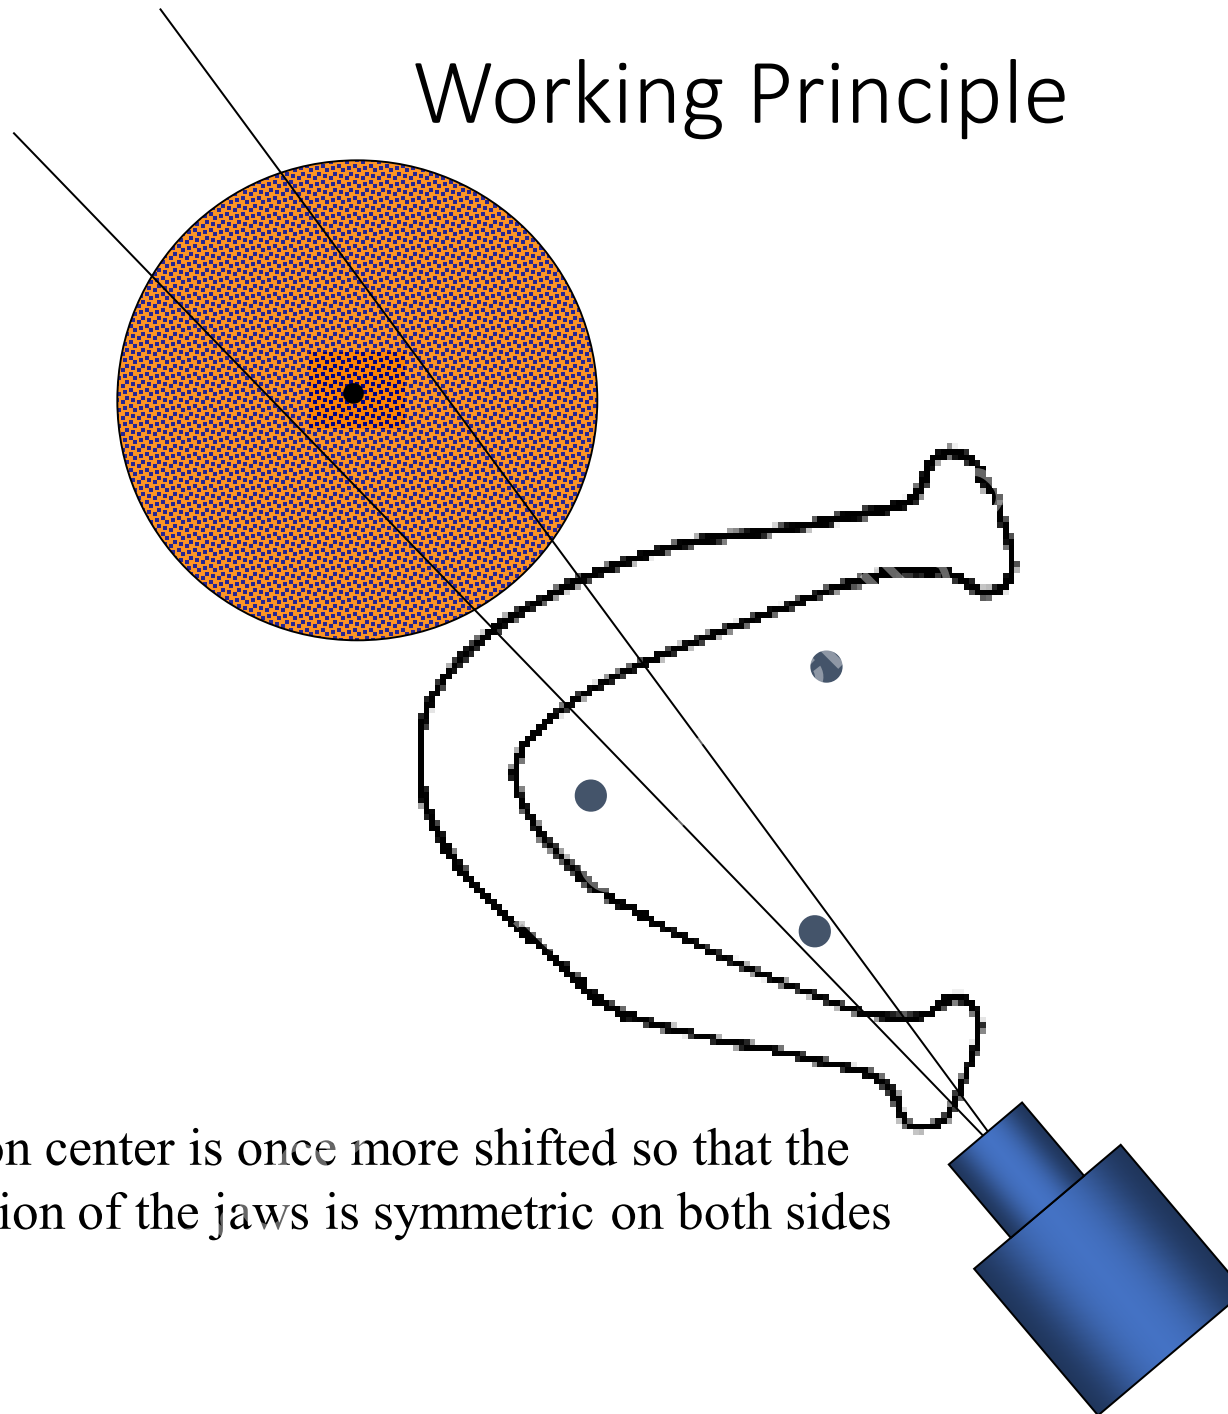 Working Principle
on center is once more shifted so that the
ion of the jaws is symmetric on both sides